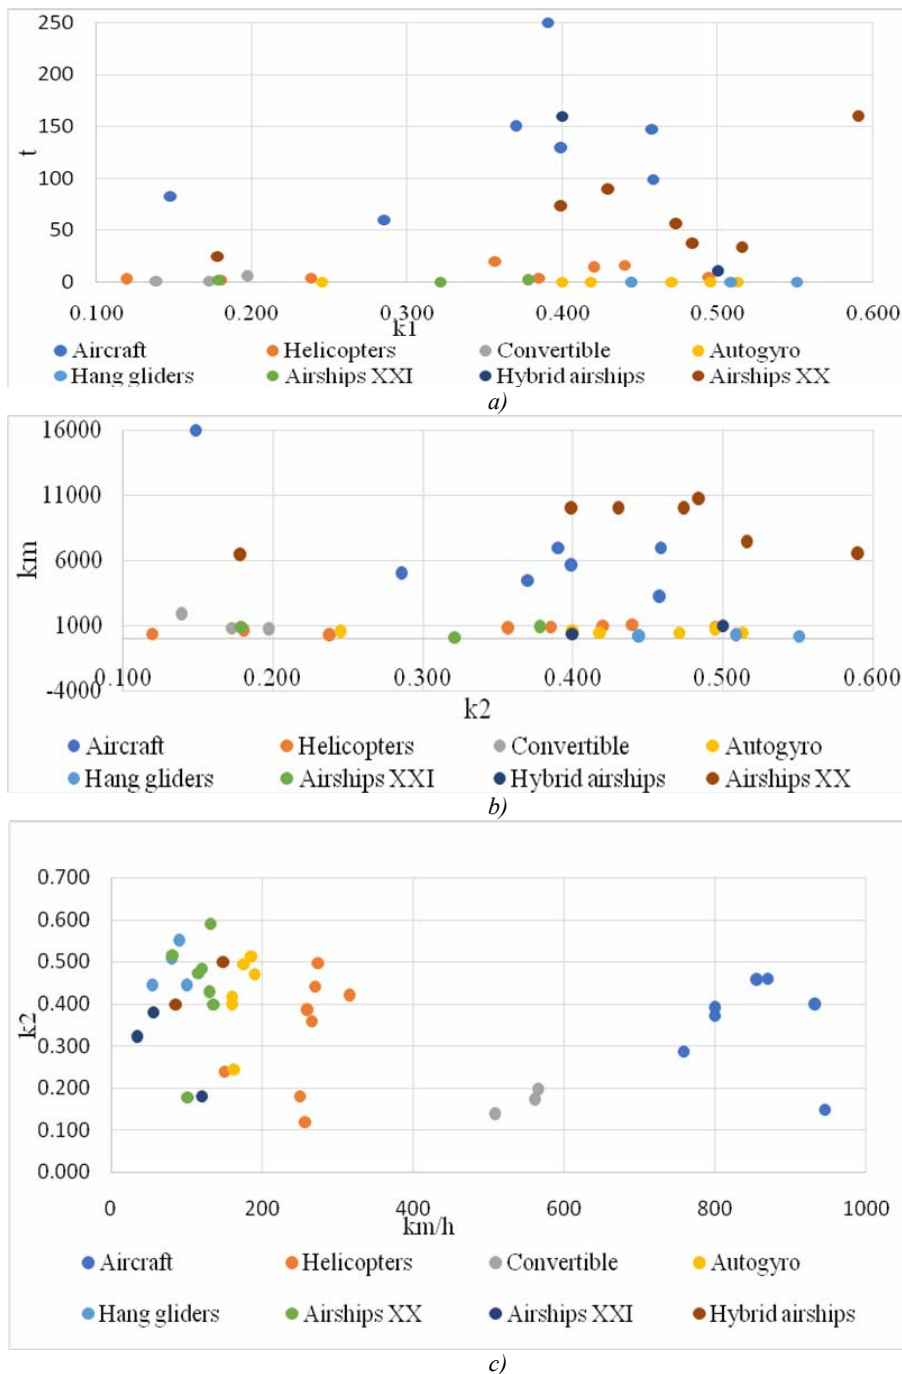 250
200
150
100
50
0
t
0.100 0.200 0.300 0.400 0.500 0.600
k1
Aircraft Helicopters Convertible Autogyro
Hang gliders Airships XXI Hybrid airships Airships XX
a)
16000
11000
6000
1000
-4000
km
0.100 0.200 0.300 0.400 0.500 0.600
k2
Aircraft Helicopters Convertible Autogyro
Hang gliders Airships XXI Hybrid airships Airships XX
b)
0.700
0.600
0.500
0.400
0.300
0.200
0.100
0.000
k2
0 200 400 600 800 1000
km/h
Aircraft Helicopters Convertible Autogyro
Hang gliders Airships XX Airships XXI Hybrid airships
c)